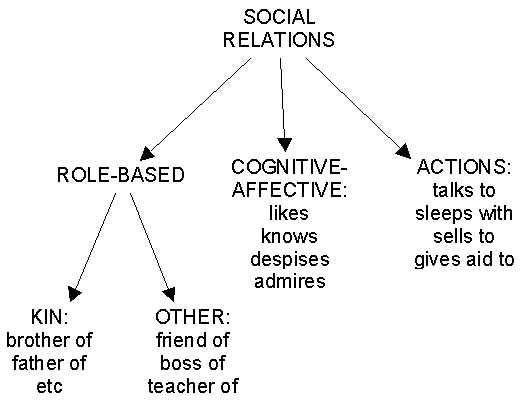 SOCIAL
RELATIONS
ROLE-BASED
COGNITIVE-
AFFECTIVE:
likes
knows
despises
admires
ACTIONS:
talks to
sleeps with
sells to
gives aid to
KIN:
brother of
father of
etc
OTHER:
friend of
boss of
teacher of